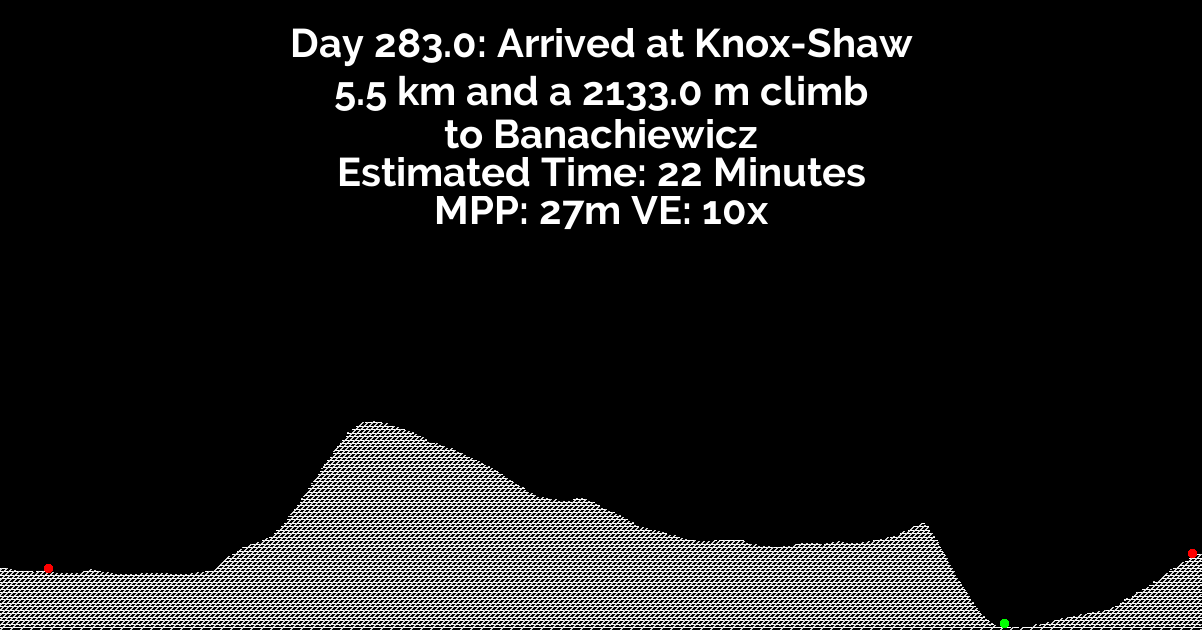 Day 283.0: Arrived at Knox-Shaw
5.5 km and a 2133.0 m climb
to Banachiewicz
Estimated Time: 22 Minutes
MPP: 27m VE: 10x